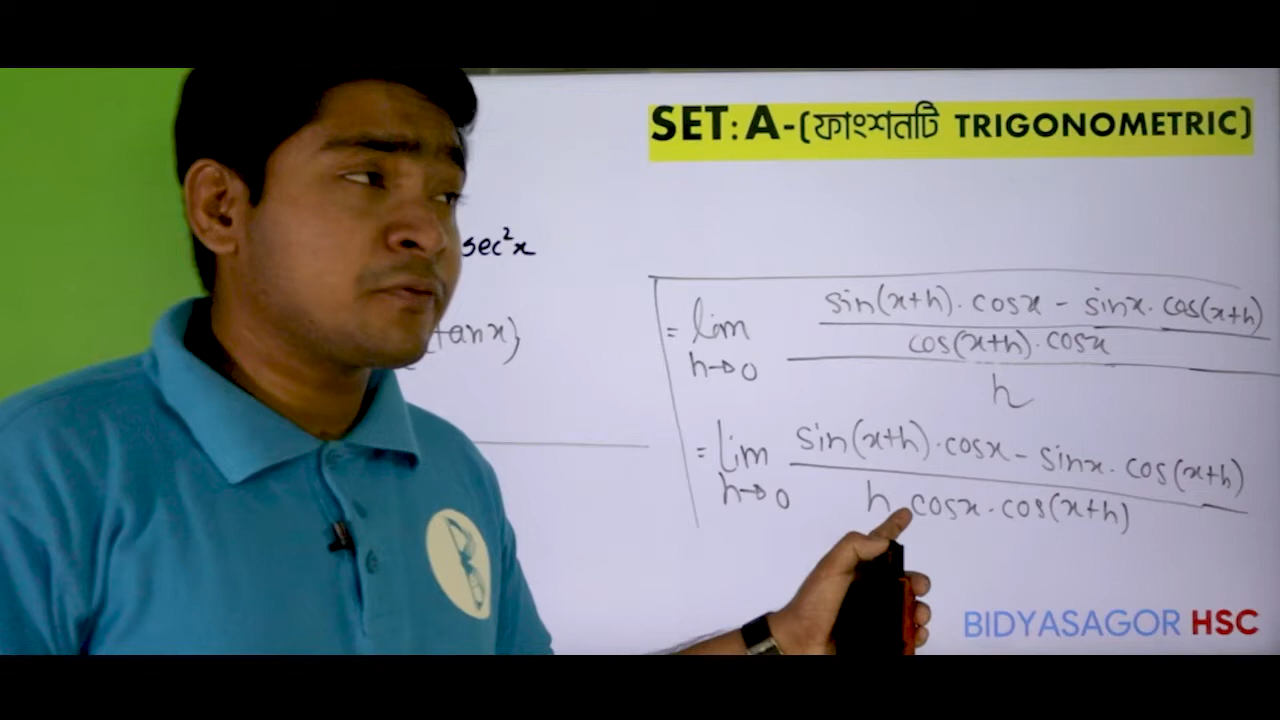 SET: A-(ফাংশনটি TRIGONOMETRIC)
sec²x
(tanx)
= lim h→0 sin(x+h)·cosx - sinx·cos(x+h) / cos(x+h)·cosx / h
= lim h→0 sin(x+h)·cosx - sinx·cos(x+h) / h cosx·cos(x+h)
BIDYASAGOR HSC